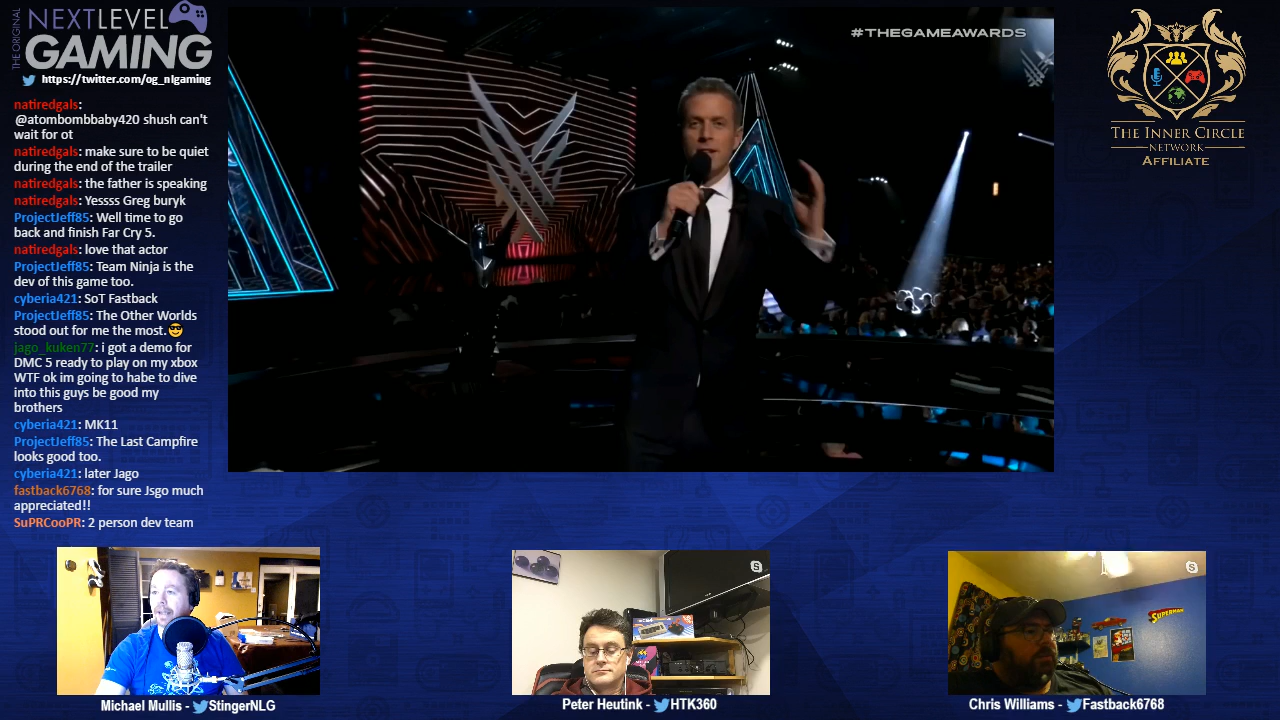 THE ORIGINAL
NEXTLEVEL
GAMING
https://twitter.com/og_nlgaming
natiredgals:
@atombombbaby420 shush can't
wait for ot
natiredgals: make sure to be quiet
during the end of the trailer
natiredgals: the father is speaking
natiredgals: Yessss Greg buryk
ProjectJeff85: Well time to go
back and finish Far Cry 5.
natiredgals: love that actor
ProjectJeff85: Team Ninja is the
dev of this game too.
cyberia421: SoT Fastback
ProjectJeff85: The Other Worlds
stood out for me the most.😎
jago_kuken77: i got a demo for
DMC 5 ready to play on my xbox
WTF ok im going to habe to dive
into this guys be good my
brothers
cyberia421: MK11
ProjectJeff85: The Last Campfire
looks good too.
cyberia421: later Jago
fastback6768: for sure Jsgo much
appreciated!!
SuPRCooPR: 2 person dev team
#THEGAMEAWARDS
THE INNER CIRCLE
NETWORK
AFFILIATE
SUPERMAN
Michael Mullis - StingerNLG
Peter Heutink - HTK360
Chris Williams - Fastback6768